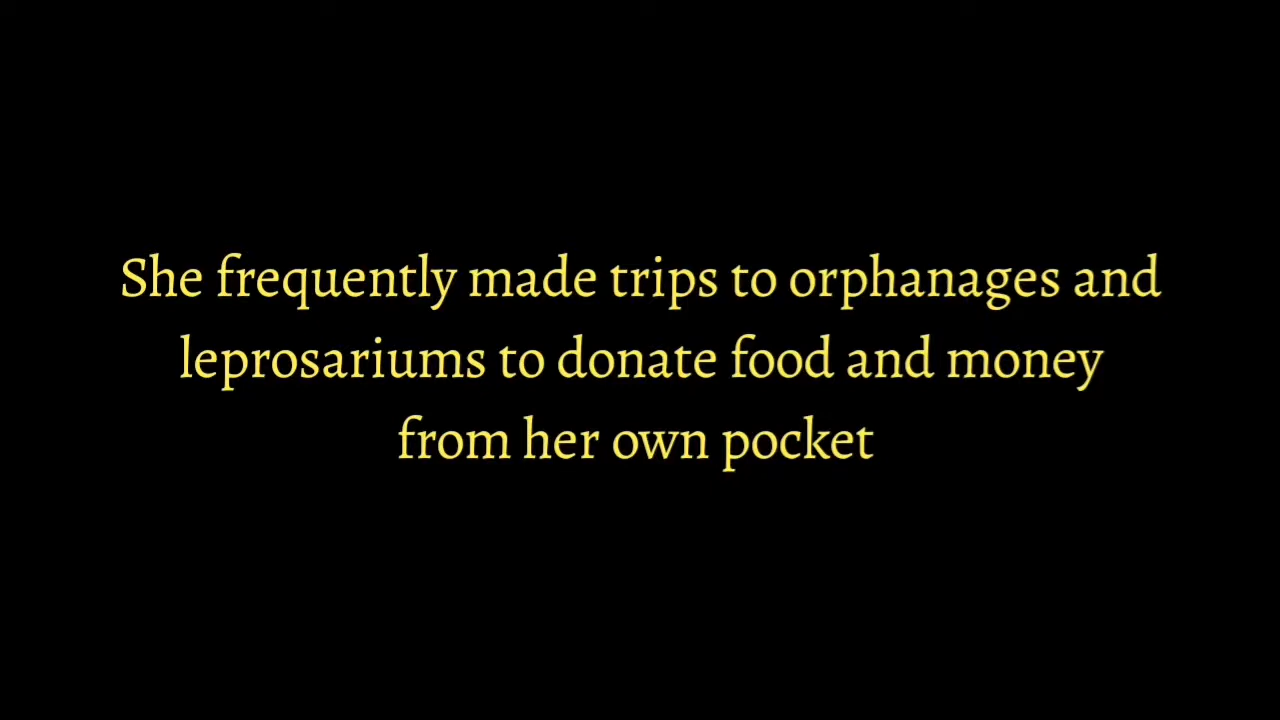 She frequently made trips to orphanages and
leprosariums to donate food and money
from her own pocket